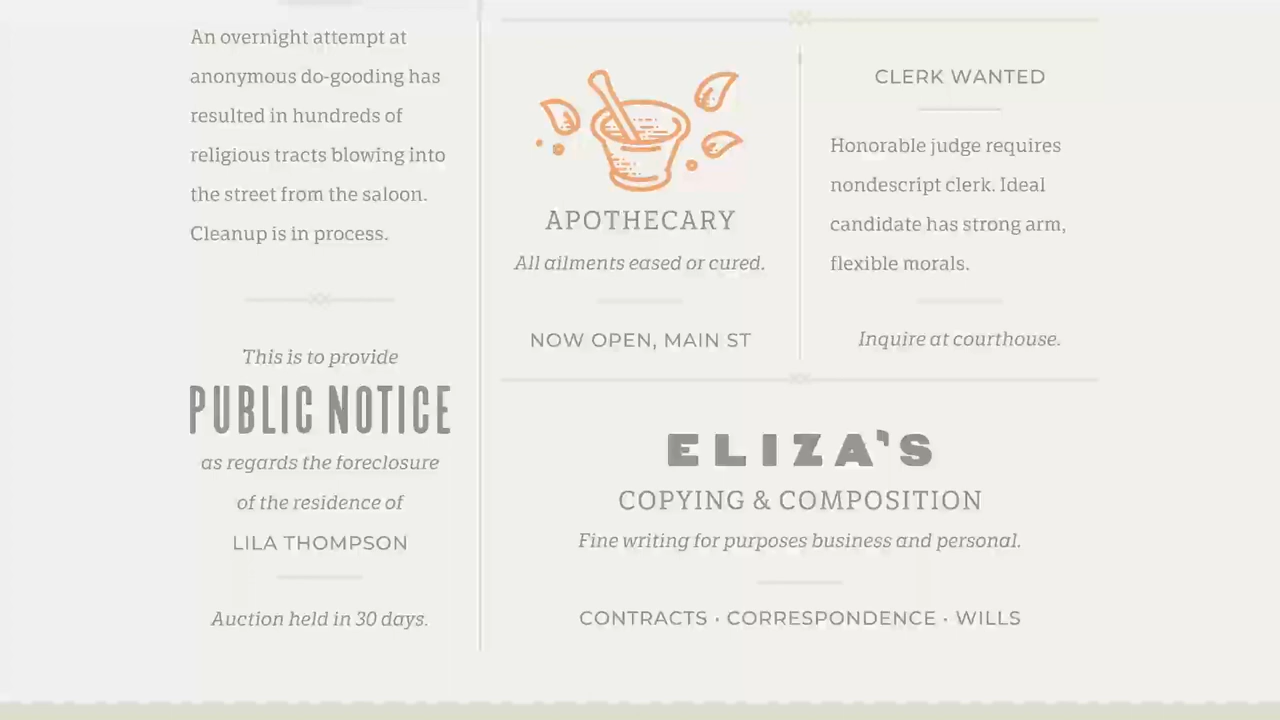 An overnight attempt at
anonymous do-gooding has
resulted in hundreds of
religious tracts blowing into
the street from the saloon.
Cleanup is in process.
This is to provide
PUBLIC NOTICE
as regards the foreclosure
of the residence of
LILA THOMPSON
Auction held in 30 days.
APOTHECARY
All ailments eased or cured.
NOW OPEN, MAIN ST
CLERK WANTED
Honorable judge requires
nondescript clerk. Ideal
candidate has strong arm,
flexible morals.
Inquire at courthouse.
ELIZA'S
COPYING & COMPOSITION
Fine writing for purposes business and personal.
CONTRACTS · CORRESPONDENCE · WILLS